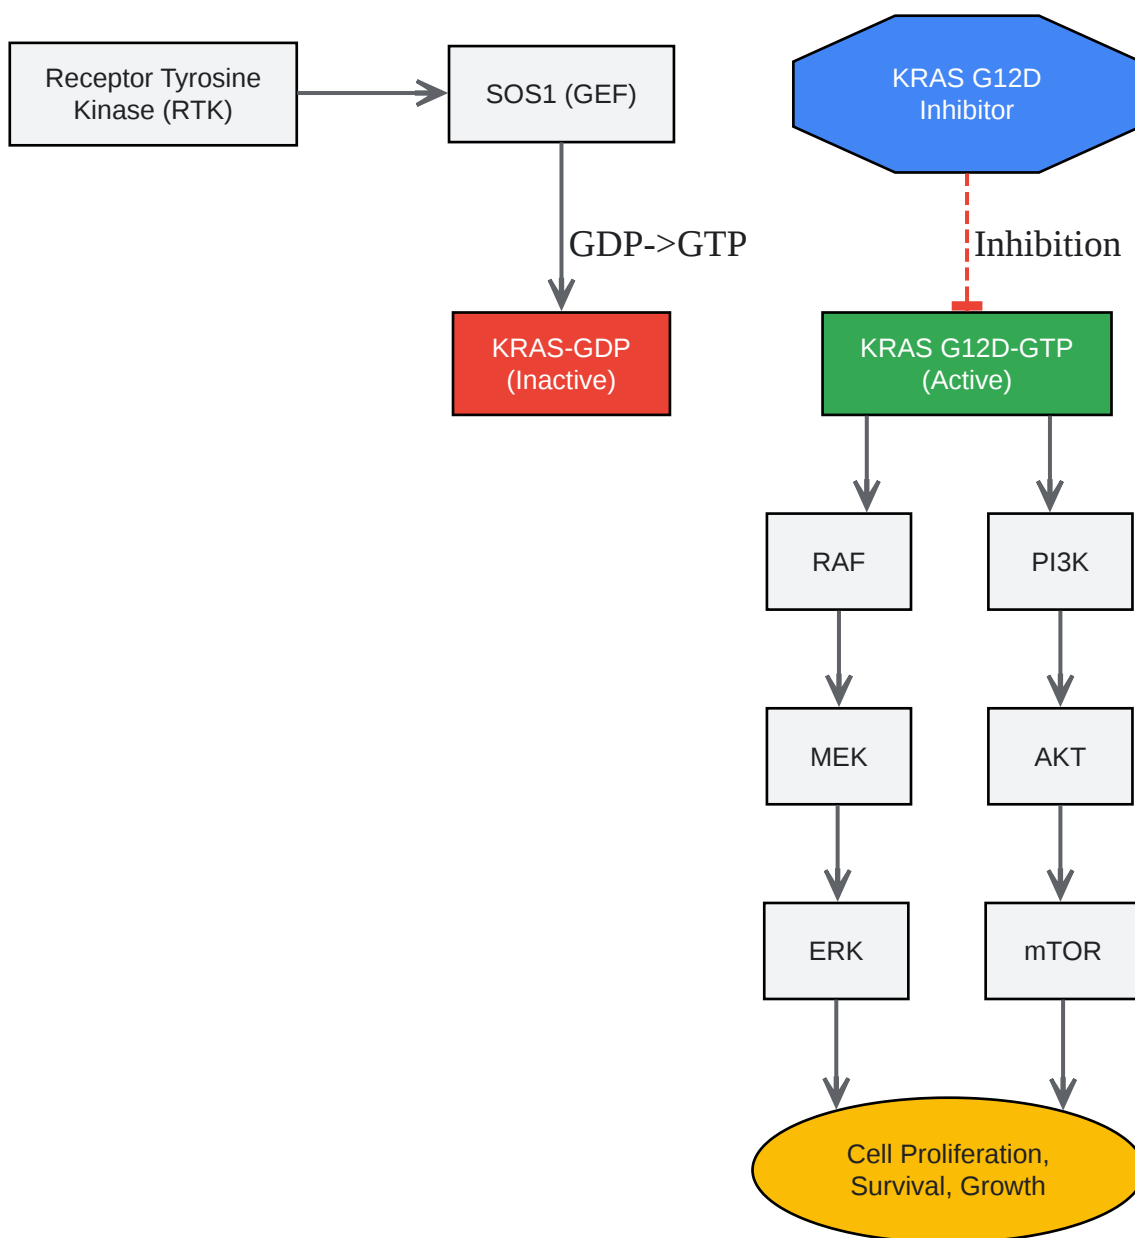 Receptor Tyrosine
Kinase (RTK)
SOS1 (GEF)
KRAS G12D
Inhibitor
GDP->GTP
Inhibition
KRAS-GDP
(Inactive)
KRAS G12D-GTP
(Active)
RAF
PI3K
MEK
AKT
ERK
mTOR
Cell Proliferation,
Survival, Growth